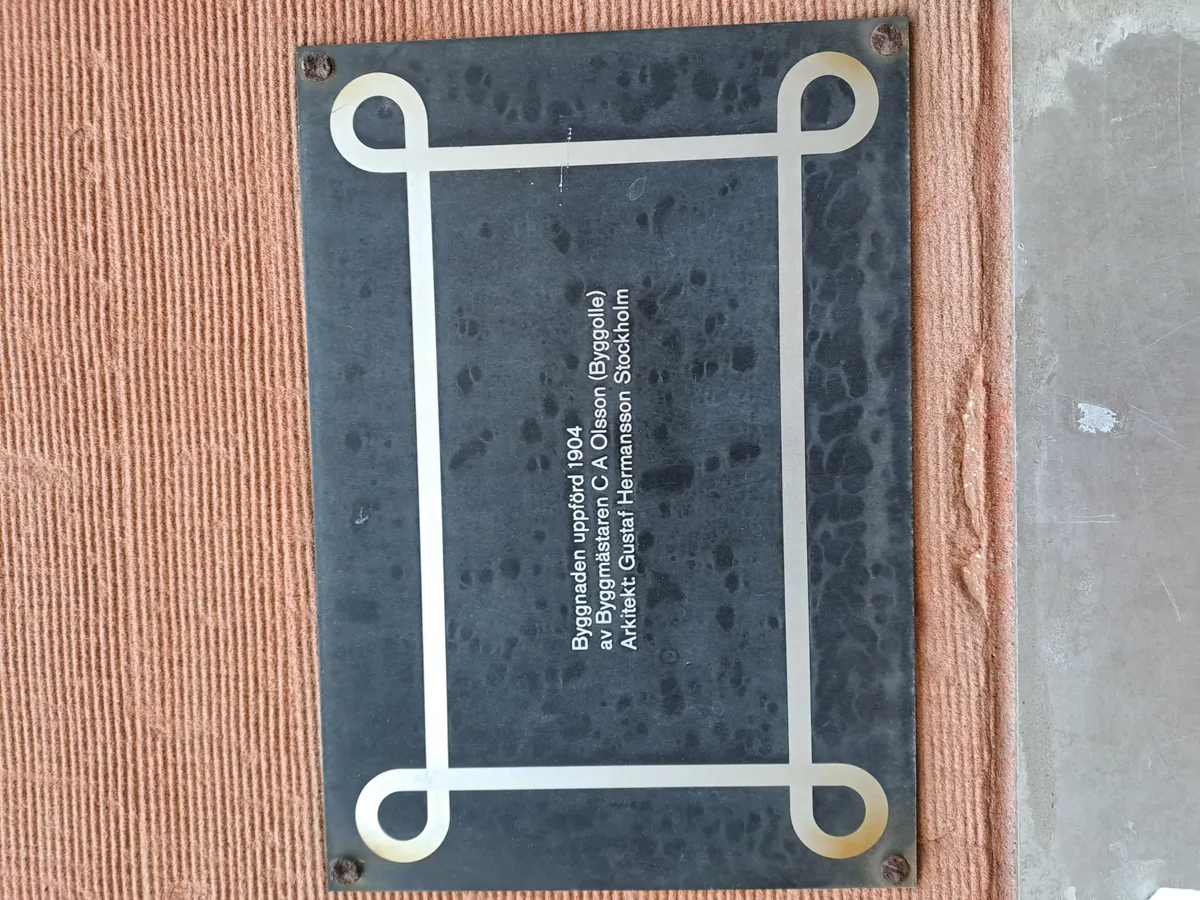 Byggnaden uppförd 1904
av Byggmästaren C A Olsson (Byggolle)
Arkitekt: Gustaf Hermansson Stockholm